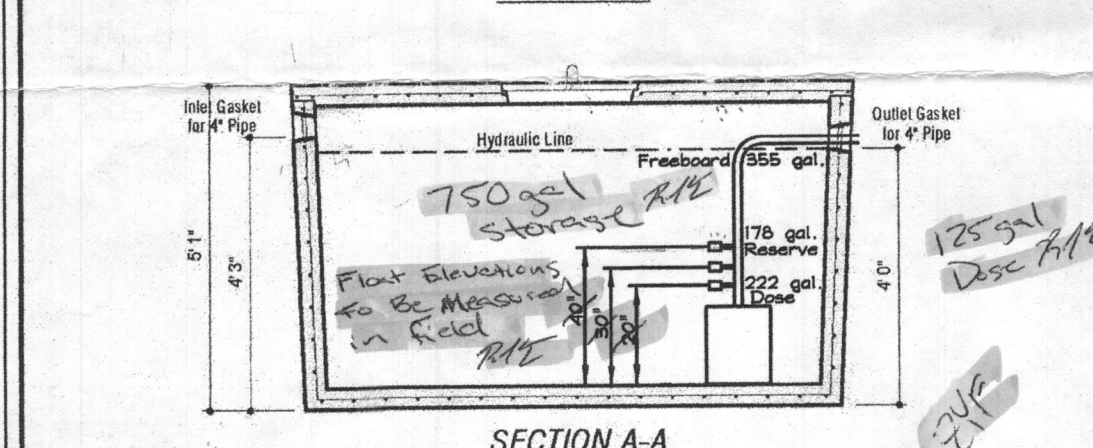 Inlet Gasket
for 4" Pipe
Outlet Gasket
for 4" Pipe
Hydraulic Line
Freeboard 355 gal.
750 gal
storage
178 gal.
Reserve
125 gal
Dose
5' 1"
4' 3"
4' 0"
Float Elevations
to Be Measured
in field
40"
30"
20"
222 gal.
Dose
SECTION A-A